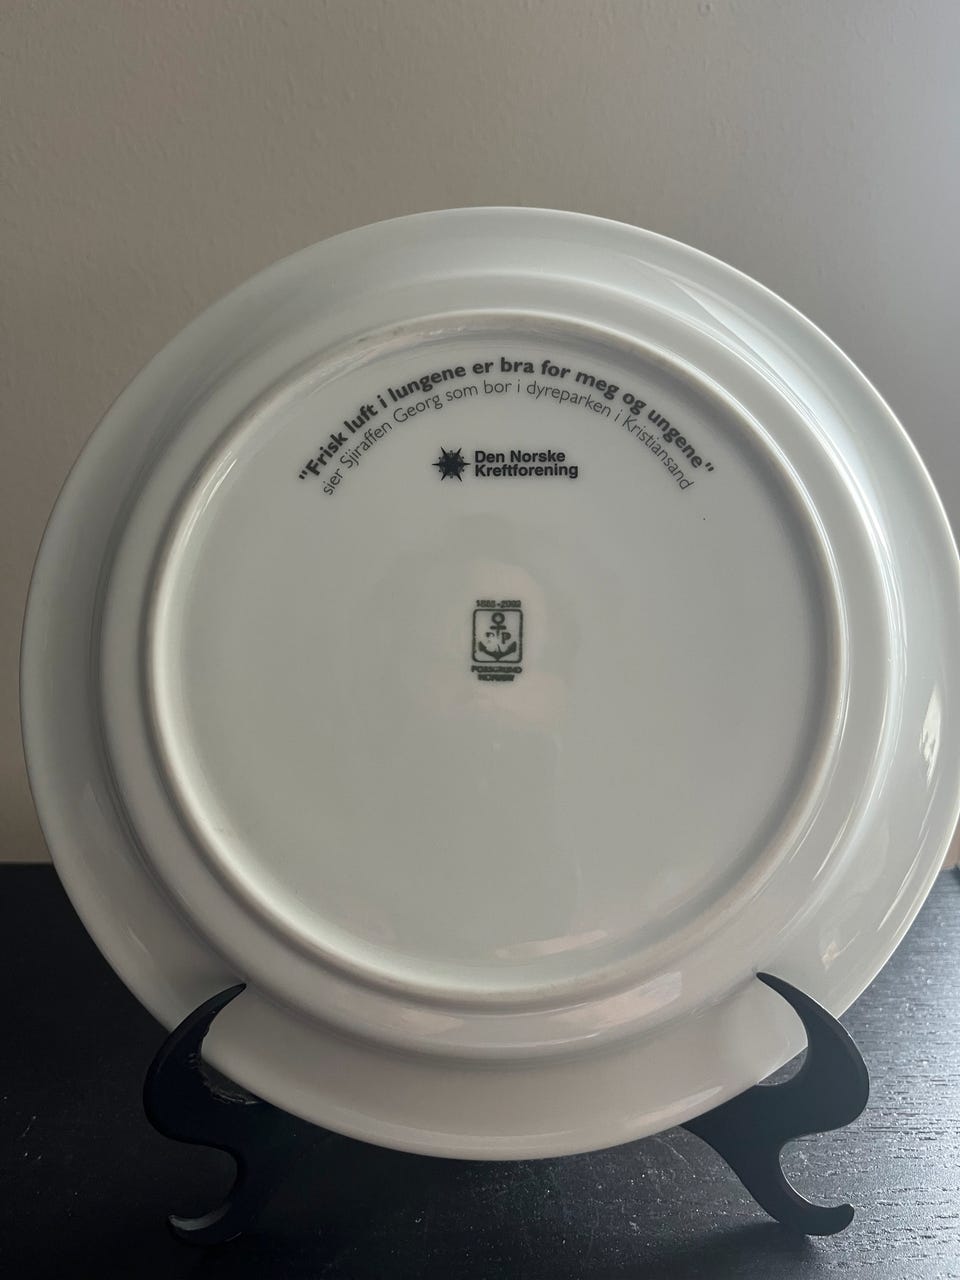 "Frisk luft i lungene er bra for meg og ungene"
sier Sjiraffen Georg som bor i dyreparken i Kristiansand
Den Norske
Kreftforening
P P
PORSGRUND
NORWAY